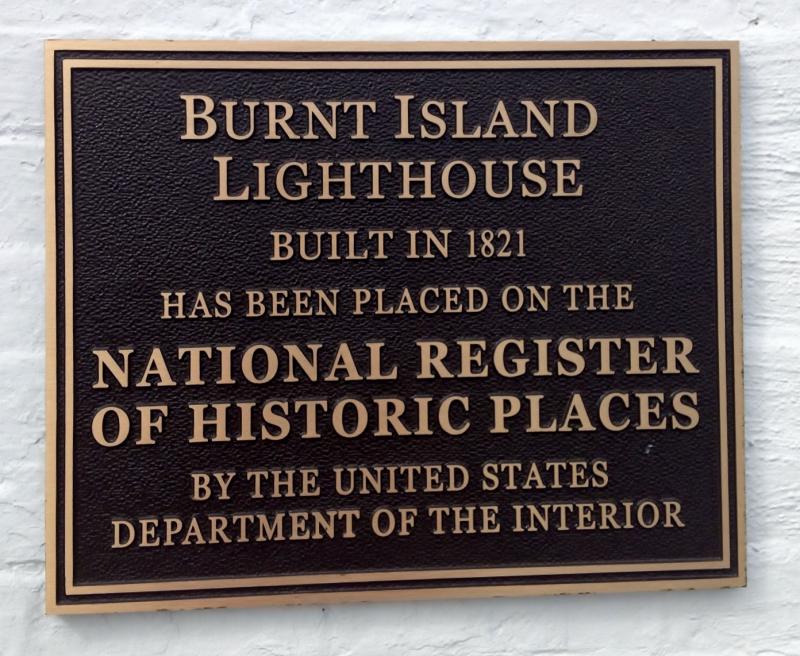 BURNT ISLAND
LIGHTHOUSE
BUILT IN 1821
HAS BEEN PLACED ON THE
NATIONAL REGISTER
OF HISTORIC PLACES
BY THE UNITED STATES
DEPARTMENT OF THE INTERIOR